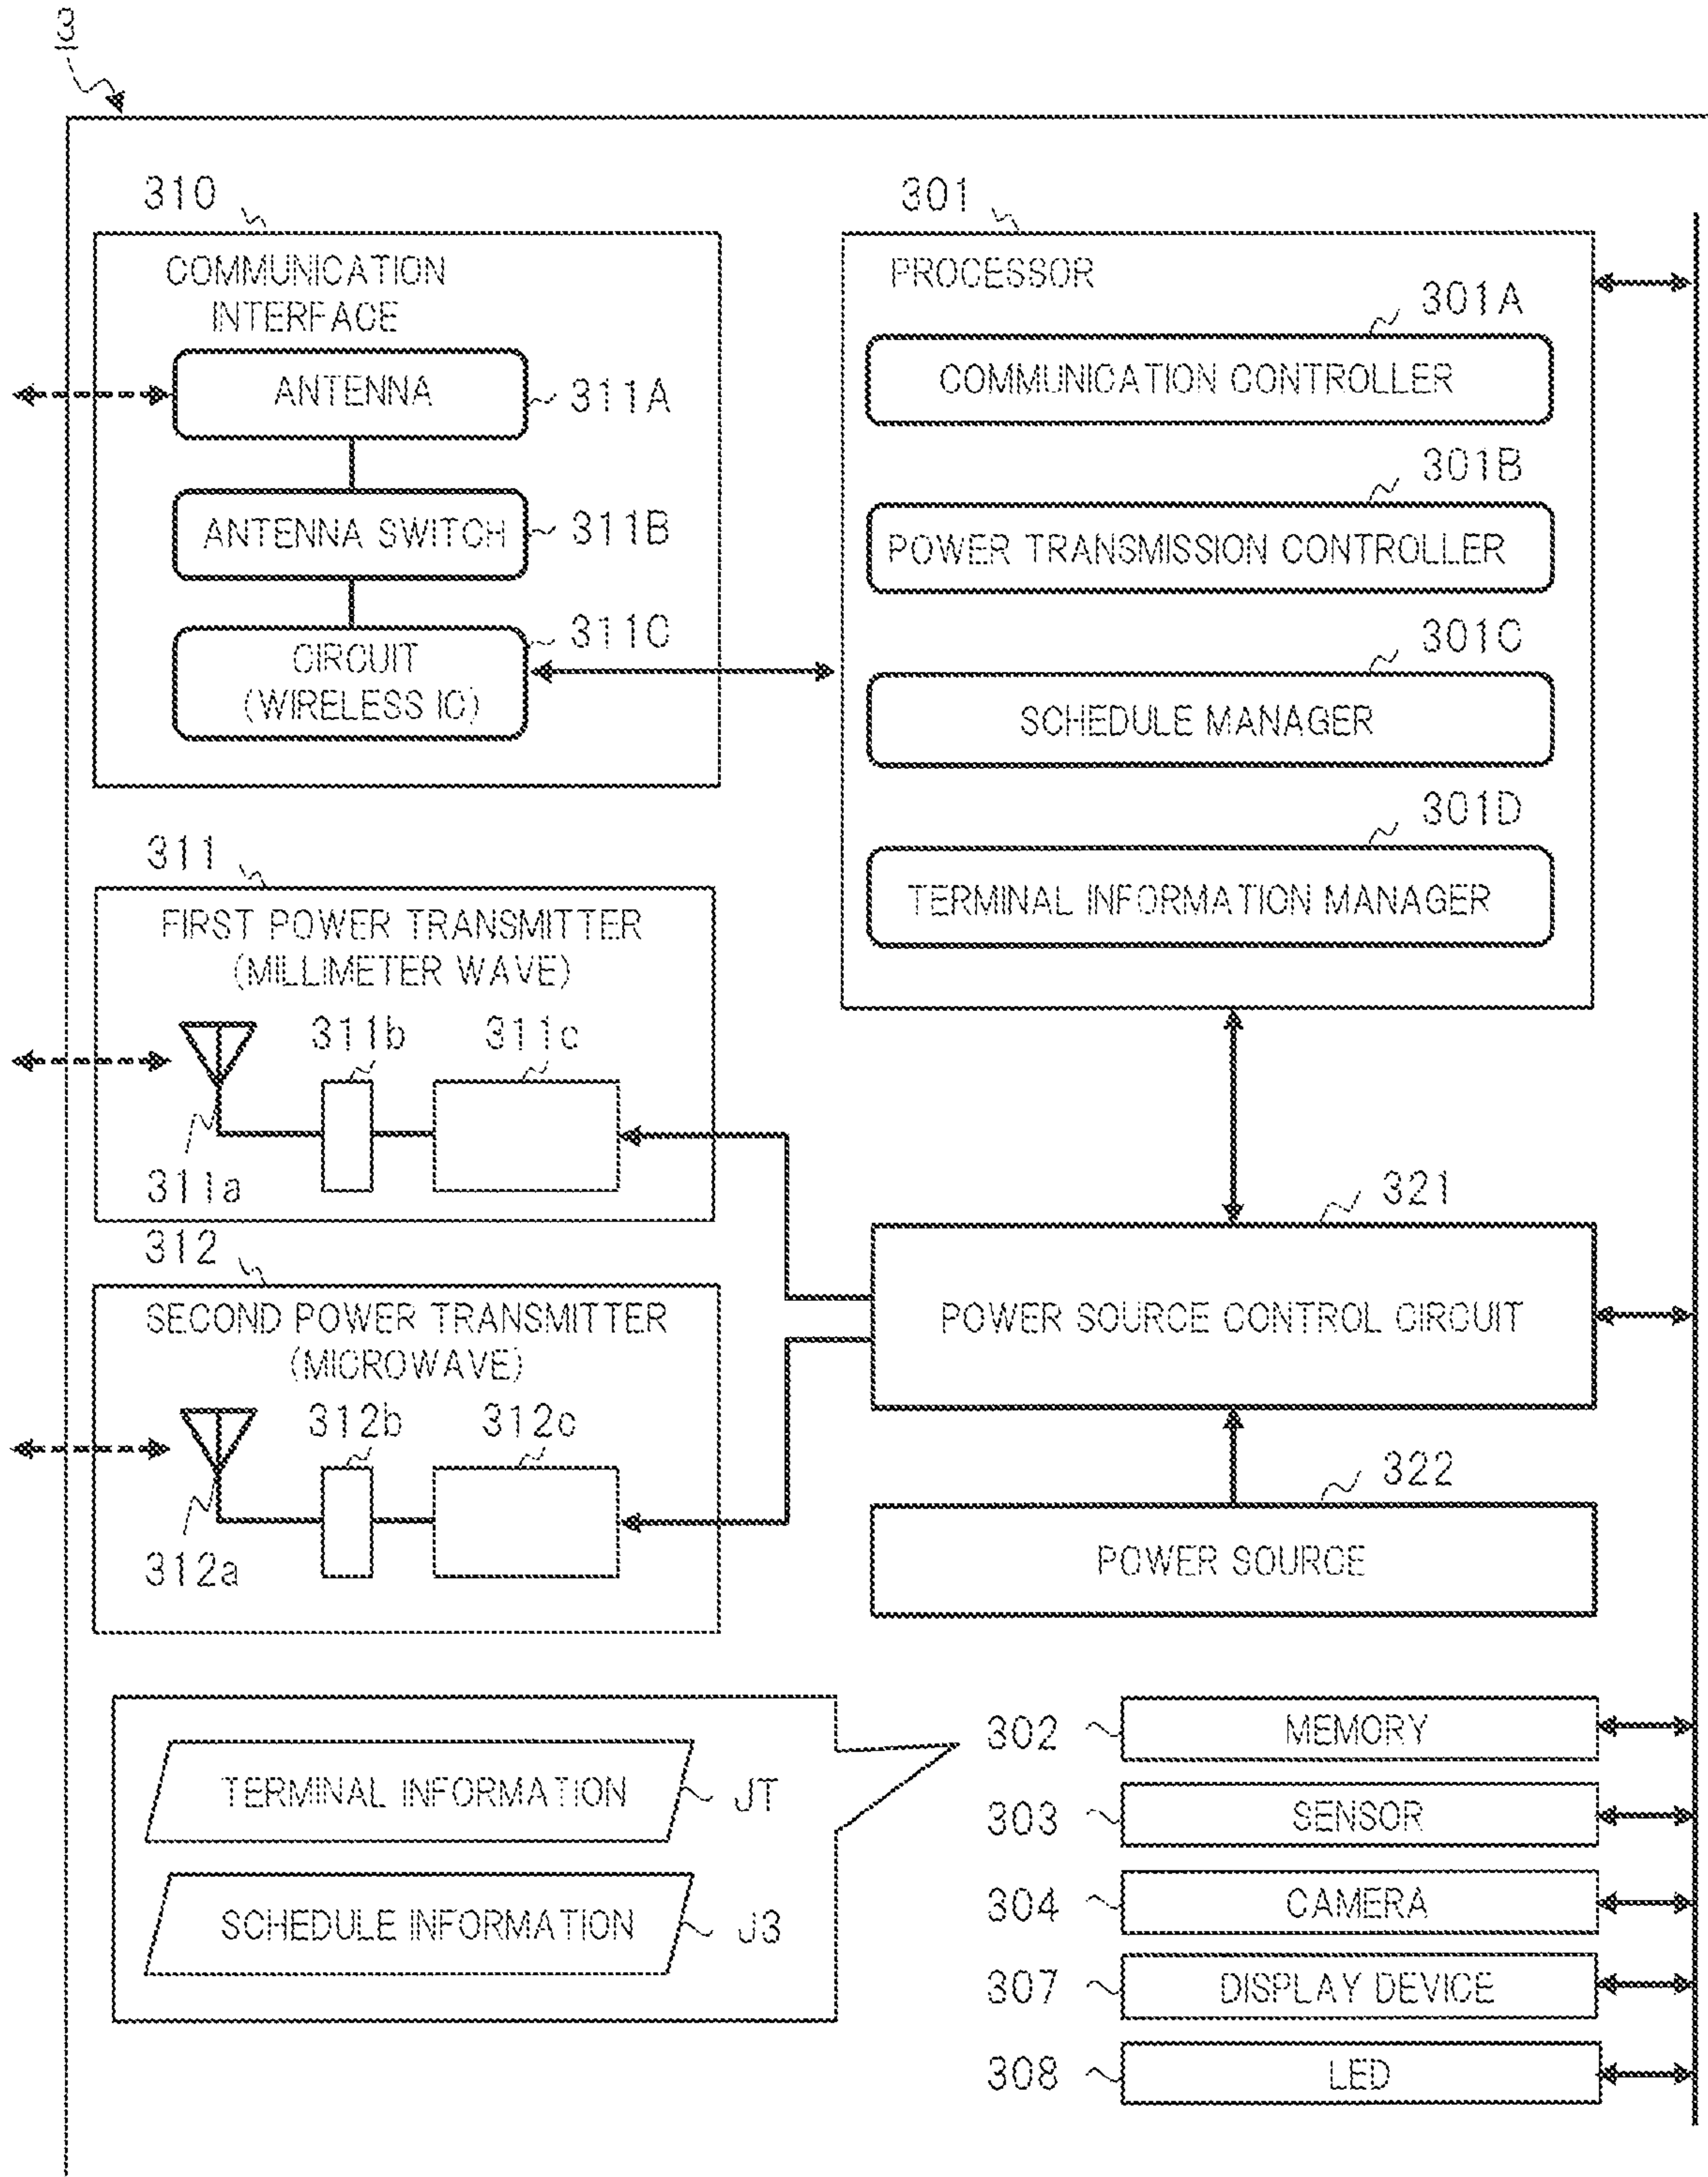 3
310
COMMUNICATION
INTERFACE
ANTENNA
311A
ANTENNA SWITCH
311B
CIRCUIT
(WIRELESS IC)
311C
301
PROCESSOR
301A
COMMUNICATION CONTROLLER
301B
POWER TRANSMISSION CONTROLLER
301C
SCHEDULE MANAGER
301D
TERMINAL INFORMATION MANAGER
311
FIRST POWER TRANSMITTER
(MILLIMETER WAVE)
311b
311c
311a
312
SECOND POWER TRANSMITTER
(MICROWAVE)
312b
312c
312a
321
POWER SOURCE CONTROL CIRCUIT
322
POWER SOURCE
TERMINAL INFORMATION
JT
SCHEDULE INFORMATION
J3
302
MEMORY
303
SENSOR
304
CAMERA
307
DISPLAY DEVICE
308
LED